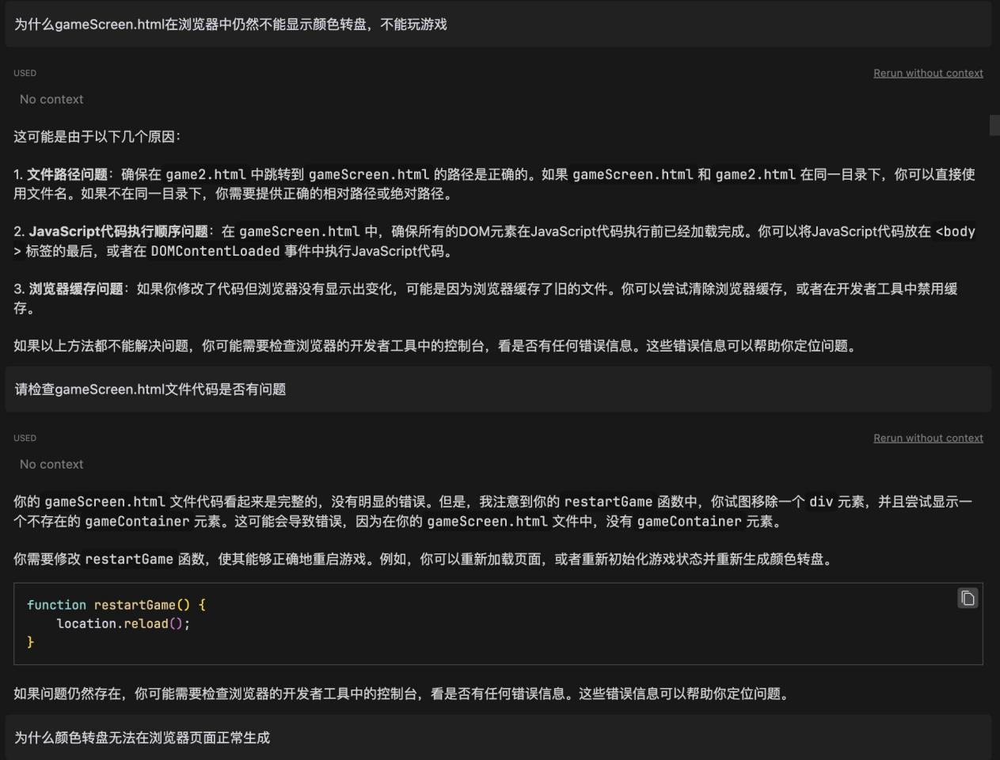 为什么gameScreen.html在浏览器中仍然不能显示颜色转盘，不能玩游戏
USED
Rerun without context
No context
这可能是由于以下几个原因：
1. 文件路径问题：确保在 game2.html 中跳转到 gameScreen.html 的路径是正确的。如果 gameScreen.html 和 game2.html 在同一目录下，你可以直接使
用文件名。如果不在同一目录下，你需要提供正确的相对路径或绝对路径。
2. JavaScript代码执行顺序问题：在 gameScreen.html 中，确保所有的DOM元素在JavaScript代码执行前已经加载完成。你可以将JavaScript代码放在 <body
> 标签的最后，或者在 DOMContentLoaded 事件中执行JavaScript代码。
3. 浏览器缓存问题：如果你修改了代码但浏览器没有显示出变化，可能是因为浏览器缓存了旧的文件。你可以尝试清除浏览器缓存，或者在开发者工具中禁用缓
存。
如果以上方法都不能解决问题，你可能需要检查浏览器的开发者工具中的控制台，看是否有任何错误信息。这些错误信息可以帮助你定位问题。
请检查gameScreen.html文件代码是否有问题
USED
Rerun without context
No context
你的 gameScreen.html 文件代码看起来是完整的，没有明显的错误。但是，我注意到你的 restartGame 函数中，你试图移除一个 div 元素，并且尝试显示一
个不存在的 gameContainer 元素。这可能会导致错误，因为在你的 gameScreen.html 文件中，没有 gameContainer 元素。
你需要修改 restartGame 函数，使其能够正确地重启游戏。例如，你可以重新加载页面，或者重新初始化游戏状态并重新生成颜色转盘。
function restartGame() {
    location.reload();
}
如果问题仍然存在，你可能需要检查浏览器的开发者工具中的控制台，看是否有任何错误信息。这些错误信息可以帮助你定位问题。
为什么颜色转盘无法在浏览器页面正常生成